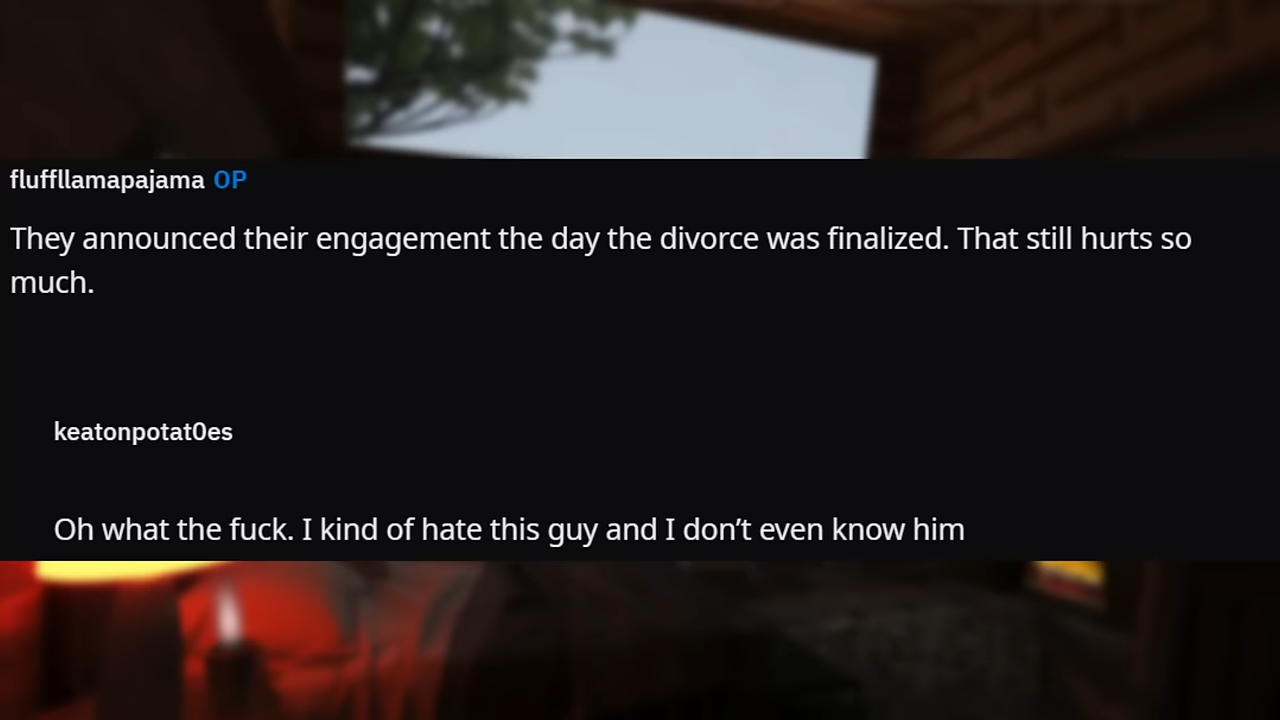 fluffllamapajama OP
They announced their engagement the day the divorce was finalized. That still hurts so
much.
keatonpotat0es
Oh what the fuck. I kind of hate this guy and I don’t even know him